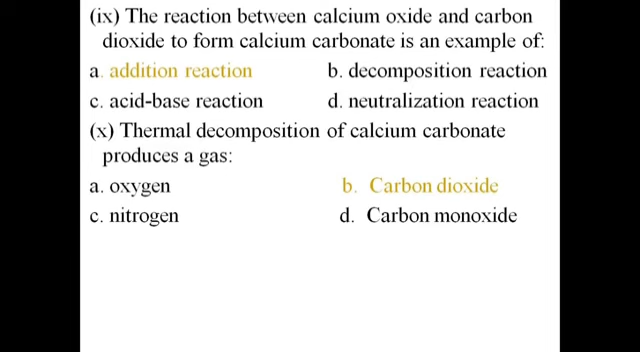 (ix) The reaction between calcium oxide and carbon
dioxide to form calcium carbonate is an example of:
a. addition reaction b. decomposition reaction
c. acid-base reaction d. neutralization reaction
(x) Thermal decomposition of calcium carbonate
produces a gas:
a. oxygen b. Carbon dioxide
c. nitrogen d. Carbon monoxide